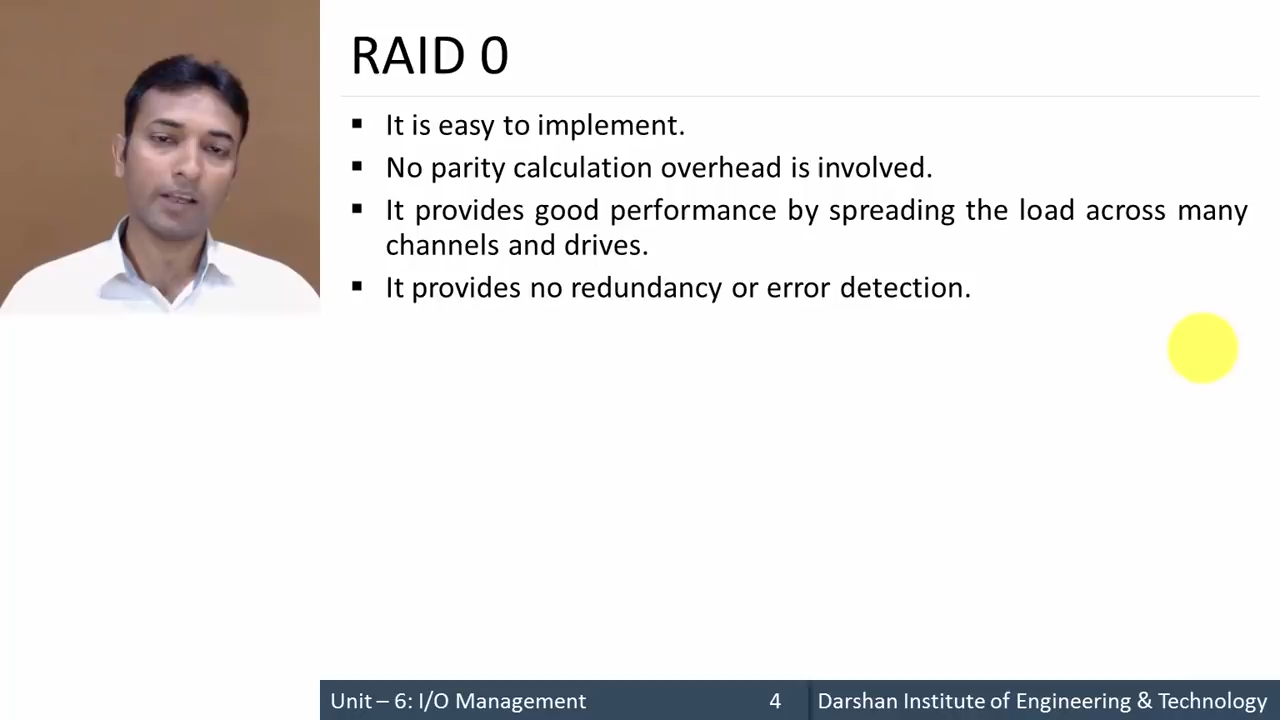 RAID 0
▪ It is easy to implement.
▪ No parity calculation overhead is involved.
▪ It provides good performance by spreading the load across many
channels and drives.
▪ It provides no redundancy or error detection.
Unit – 6: I/O Management 4 Darshan Institute of Engineering & Technology